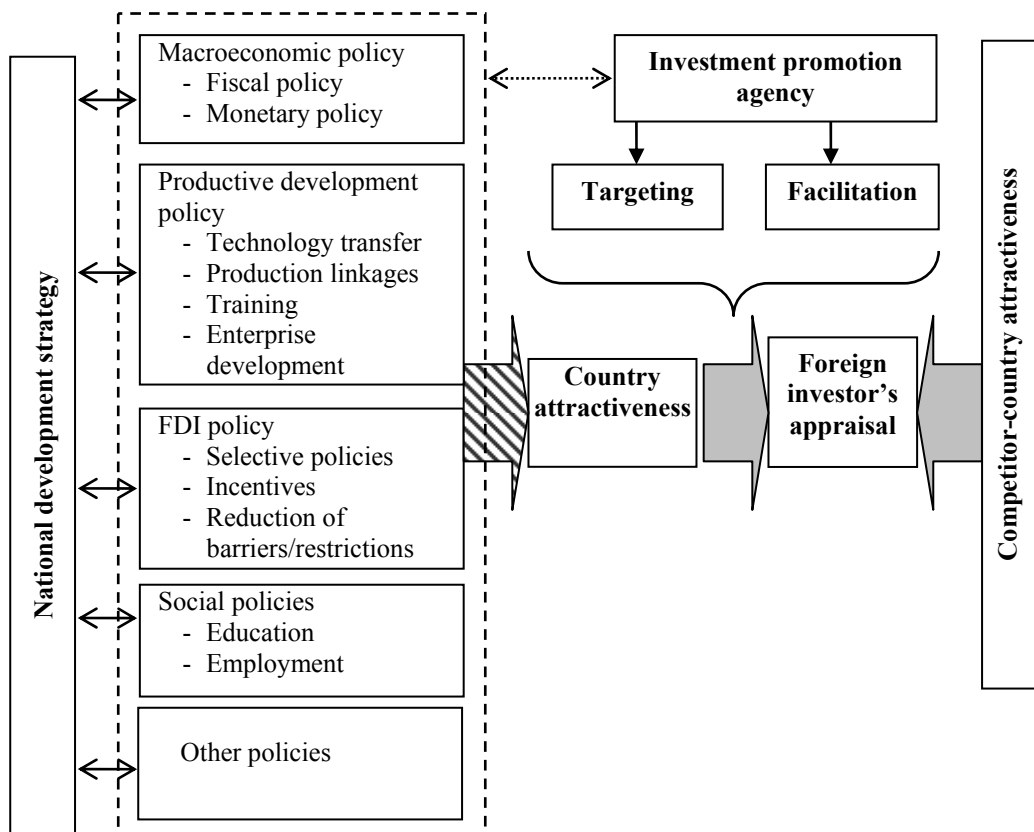 National development strategy
Macroeconomic policy
- Fiscal policy
- Monetary policy
Productive development
policy
- Technology transfer
- Production linkages
- Training
- Enterprise
development
FDI policy
- Selective policies
- Incentives
- Reduction of
barriers/restrictions
Social policies
- Education
- Employment
Other policies
Investment promotion
agency
Targeting
Facilitation
Country
attractiveness
Foreign
investor’s
appraisal
Competitor-country attractiveness